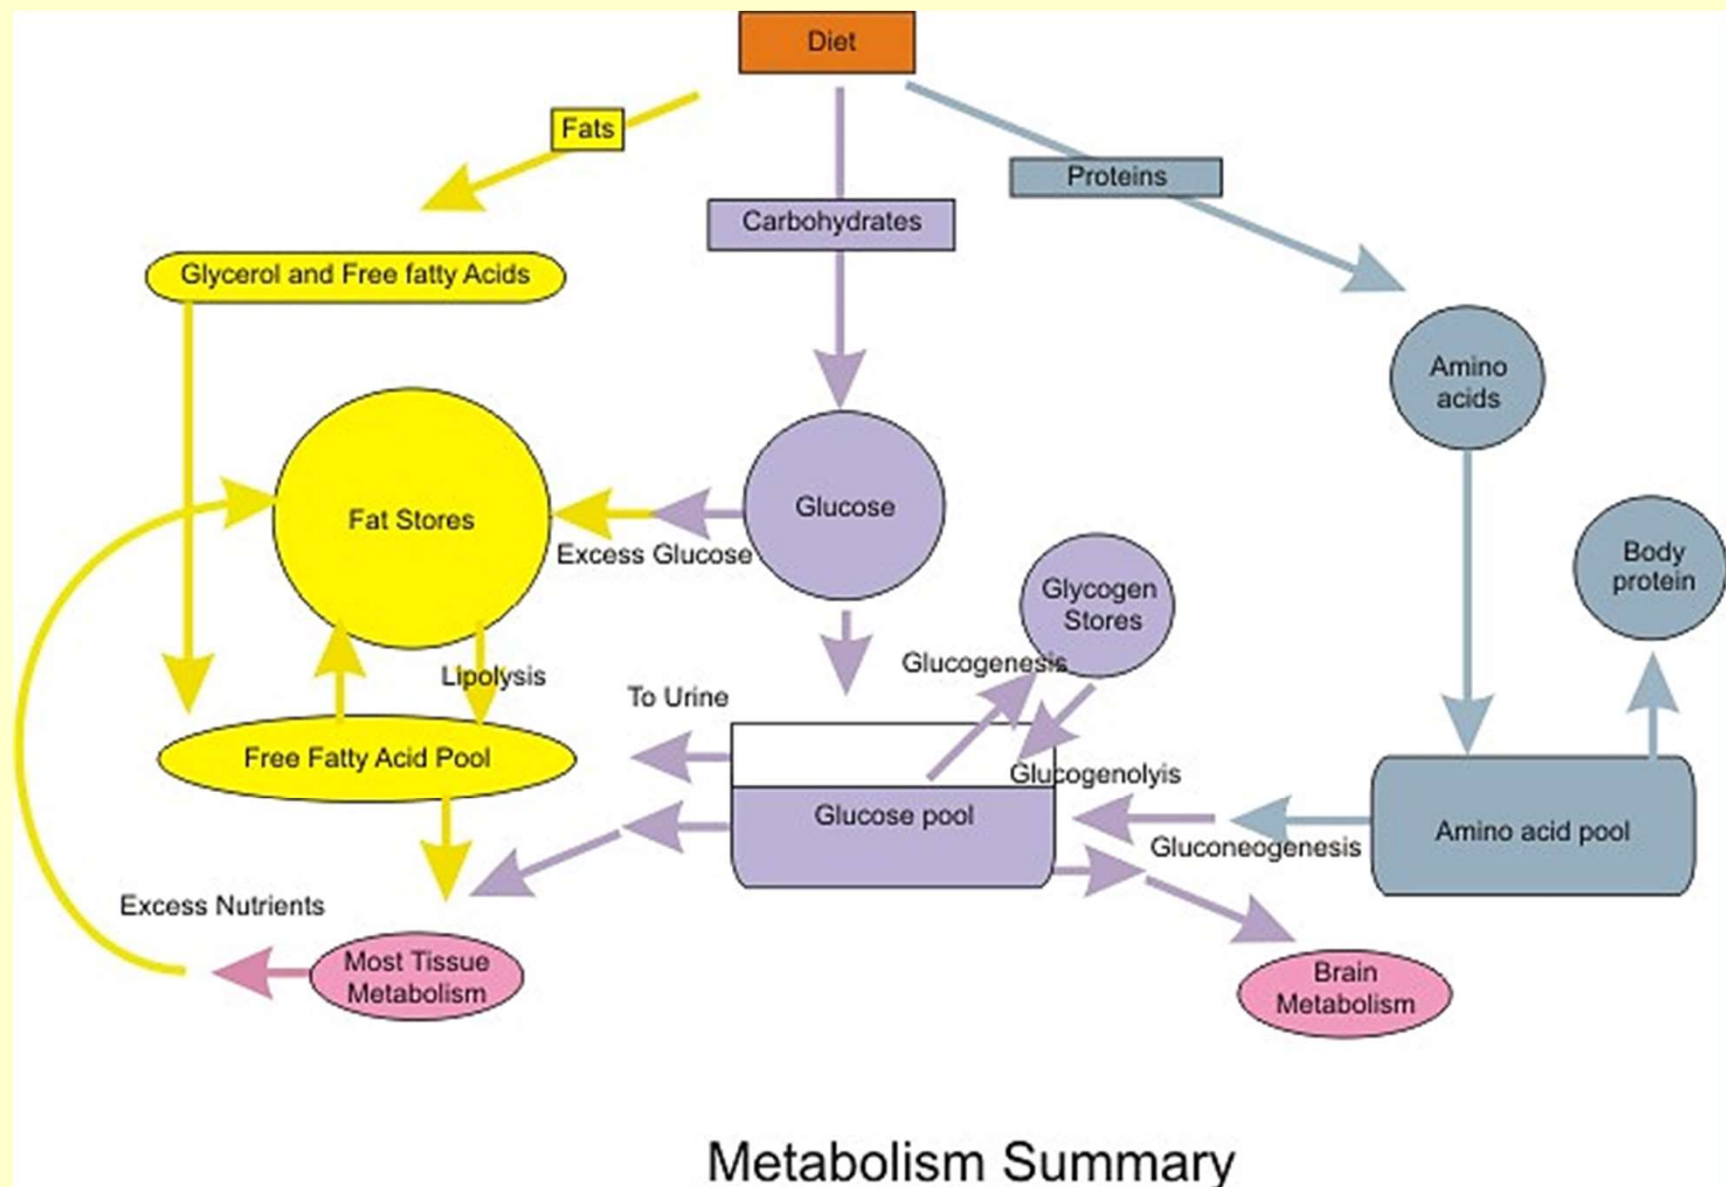 Diet
Fats
Proteins
Carbohydrates
Glycerol and Free fatty Acids
Amino
acids
Glucose
Fat Stores
Excess Glucose
Body
protein
Glycogen
Stores
Glucogenesis
Lipolysis
To Urine
Free Fatty Acid Pool
Glucogenolyis
Glucose pool
Gluconeogenesis
Amino acid pool
Excess Nutrients
Most Tissue
Metabolism
Brain
Metabolism
Metabolism Summary